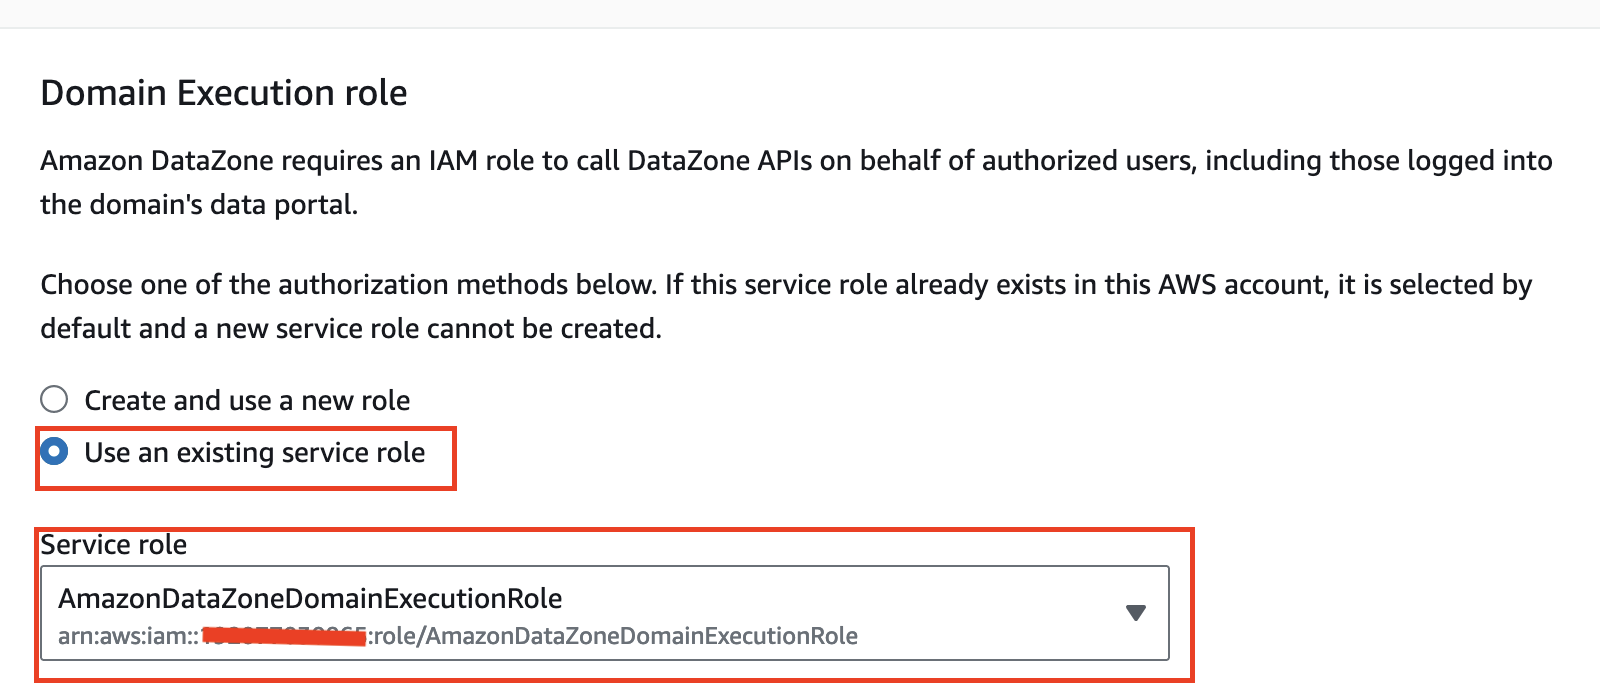 Domain Execution role
Amazon DataZone requires an IAM role to call DataZone APIs on behalf of authorized users, including those logged into
the domain's data portal.
Choose one of the authorization methods below. If this service role already exists in this AWS account, it is selected by
default and a new service role cannot be created.
Create and use a new role
Use an existing service role
Service role
AmazonDataZoneDomainExecutionRole
arn:aws:iam:: :role/AmazonDataZoneDomainExecutionRole